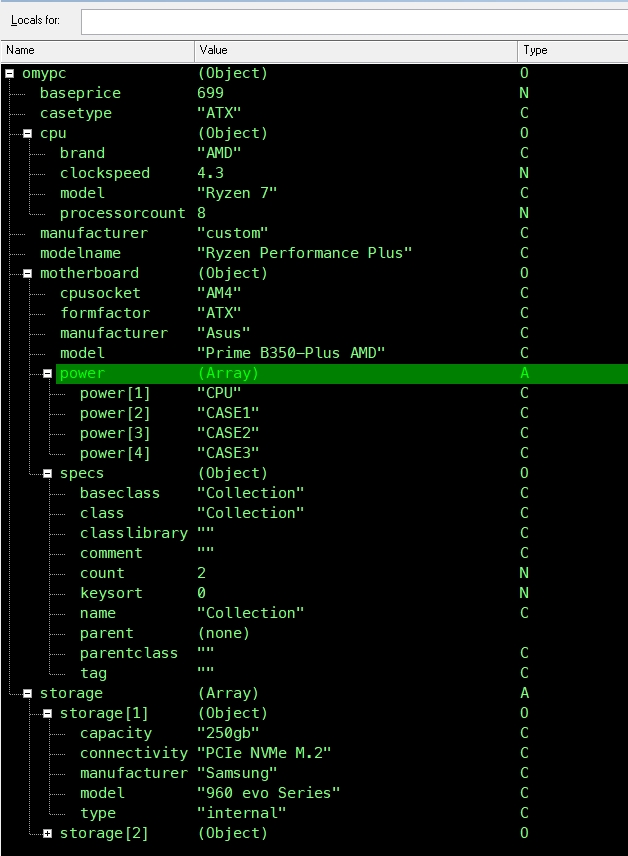 Locals for:
Name Value Type
omypc (Object) O
baseprice 699 N
casetype "ATX" C
cpu (Object) O
brand "AMD" C
clockspeed 4.3 N
model "Ryzen 7" C
processorcount 8 N
manufacturer "custom" C
modelname "Ryzen Performance Plus" C
motherboard (Object) O
cpusocket "AM4" C
formfactor "ATX" C
manufacturer "Asus" C
model "Prime B350-Plus AMD" C
power (Array) A
power[1] "CPU" C
power[2] "CASE1" C
power[3] "CASE2" C
power[4] "CASE3" C
specs (Object) O
baseclass "Collection" C
class "Collection" C
classlibrary "" C
comment "" C
count 2 N
keysort 0 N
name "Collection" C
parent (none)
parentclass "" C
tag "" C
storage (Array) A
storage[1] (Object) O
capacity "250gb" C
connectivity "PCIe NVMe M.2" C
manufacturer "Samsung" C
model "960 evo Series" C
type "internal" C
storage[2] (Object) O